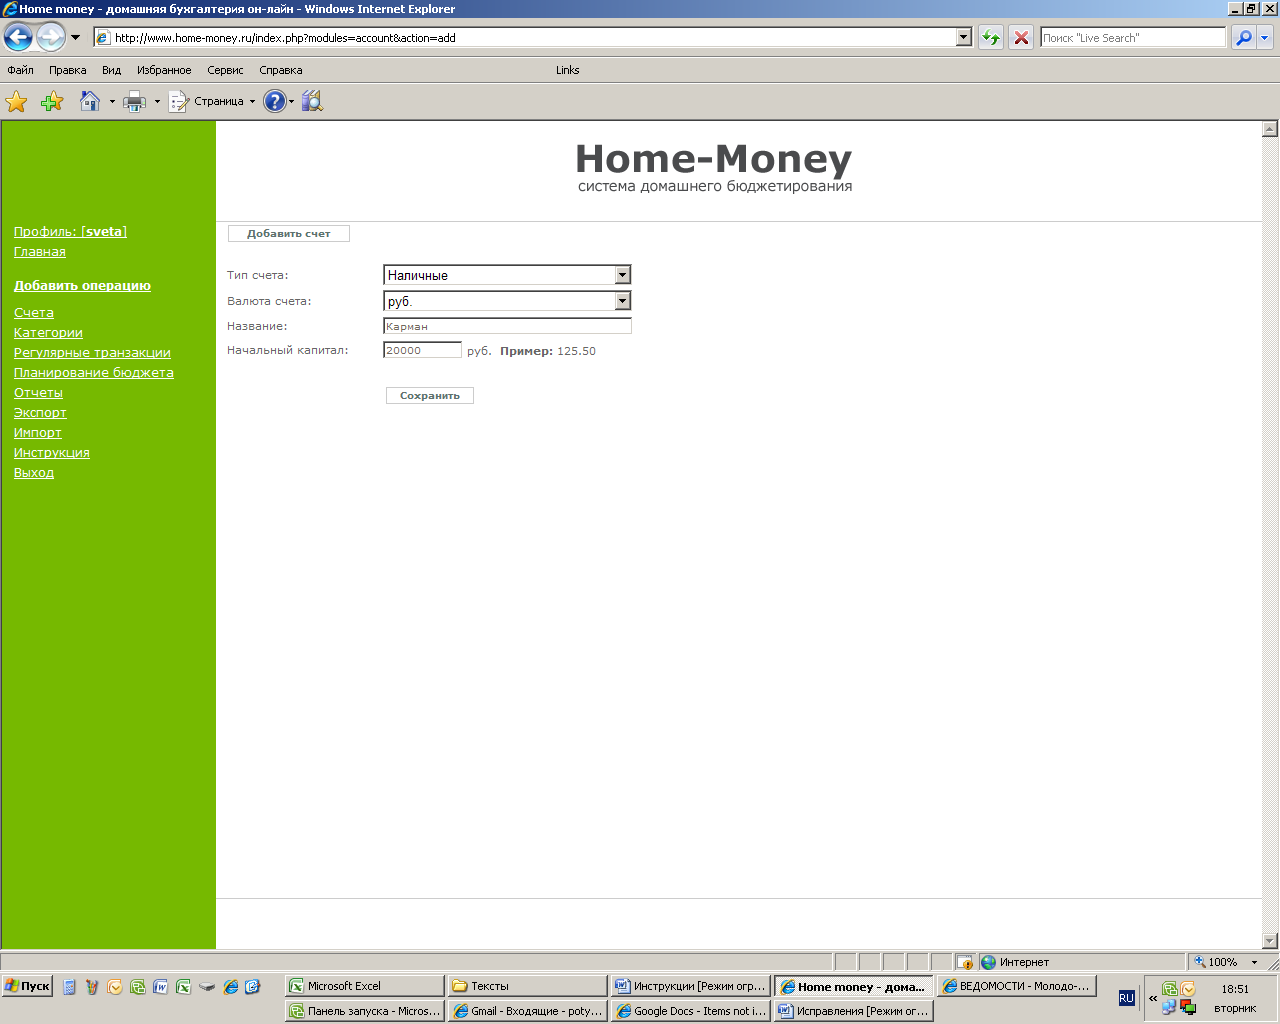 Home money - домашняя бухгалтерия он-лайн - Windows Internet Explorer
http://www.home-money.ru/index.php?modules=account&action=add
Поиск "Live Search"
Файл Правка Вид Избранное Сервис Справка Links
Страница
Home-Money
система домашнего бюджетирования
Профиль: [sveta]
Главная
Добавить операцию
Счета
Категории
Регулярные транзакции
Планирование бюджета
Отчеты
Экспорт
Импорт
Инструкция
Выход
Добавить счет
Тип счета: Наличные
Валюта счета: руб.
Название: Карман
Начальный капитал: 20000 руб. Пример: 125.50
Сохранить
Интернет 100%
Пуск Microsoft Excel Тексты Инструкции [Режим огр... Home money - дома... ВЕДОМОСТИ - Молодо-... RU « 18:51
Панель запуска - Micros... Gmail - Входящие - poty... Google Docs - Items not i... Исправления [Режим ог... вторник